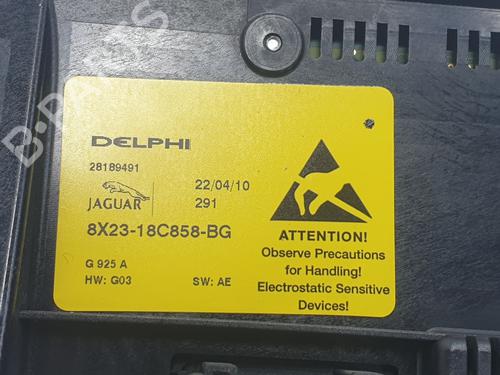 B-PARTS
DELPHI
28189491
JAGUAR
22/04/10
291
8X23-18C858-BG
G 925 A
HW: G03
SW: AE
ATTENTION!
Observe Precautions
for Handling!
Electrostatic Sensitive
Devices!